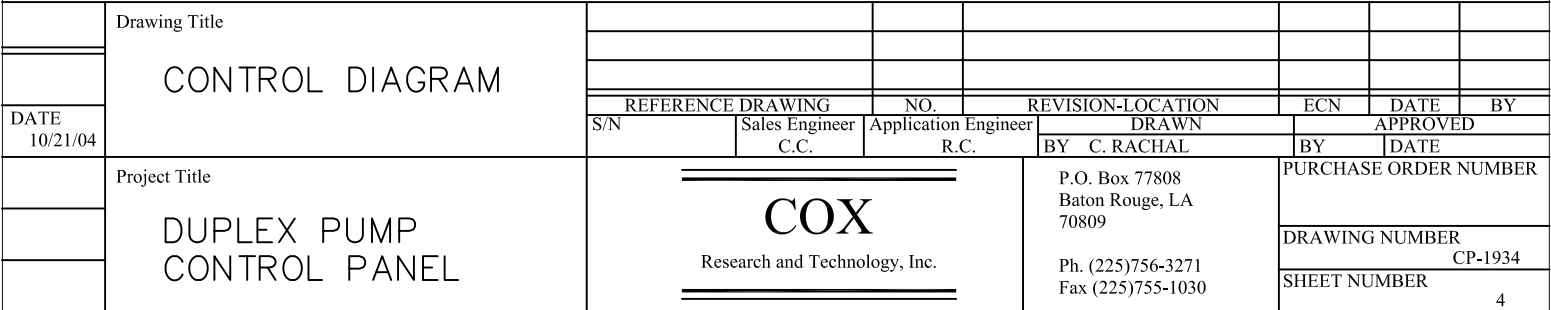 Drawing Title
CONTROL DIAGRAM
REFERENCE DRAWING NO. REVISION-LOCATION ECN DATE BY
DATE
10/21/04
S/N Sales Engineer Application Engineer DRAWN APPROVED
C.C. R.C. BY C. RACHAL BY DATE
Project Title
DUPLEX PUMP
CONTROL PANEL
COX
Research and Technology, Inc.
P.O. Box 77808
Baton Rouge, LA
70809
Ph. (225)756-3271
Fax (225)755-1030
PURCHASE ORDER NUMBER
DRAWING NUMBER
CP-1934
SHEET NUMBER
4